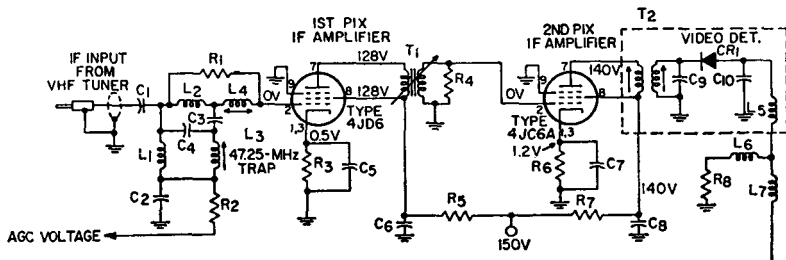 IF INPUT
FROM
VHF TUNER
C1
R1
L2
L4
C3
C4
L3
47.25-MHz
TRAP
L1
C2
R2
AGC VOLTAGE
1ST PIX
IF AMPLIFIER
128V
7
9
2
8
0V
128V
TYPE
4JD6
1,3
0.5V
R3
C5
T1
R4
C6
R5
150V
R7
C8
2ND PIX
IF AMPLIFIER
7
9
2
8
0V
140V
TYPE
4JC6A
1,3
1.2V
R6
C7
140V
T2
VIDEO DET.
CR1
C9
C10
L5
L6
R8
L7